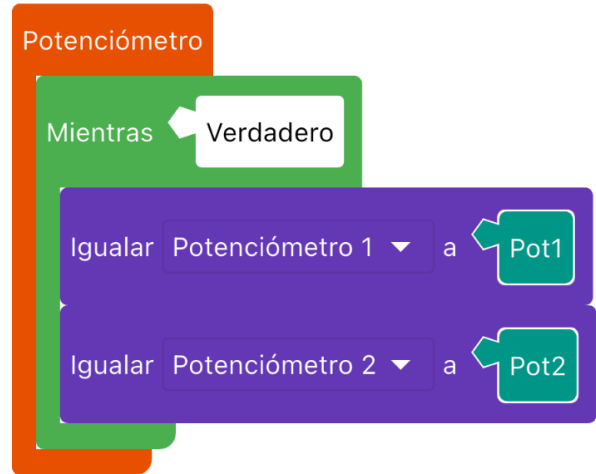 Potenciómetro
Mientras Verdadero
Igualar Potenciómetro 1 a Pot1
Igualar Potenciómetro 2 a Pot2